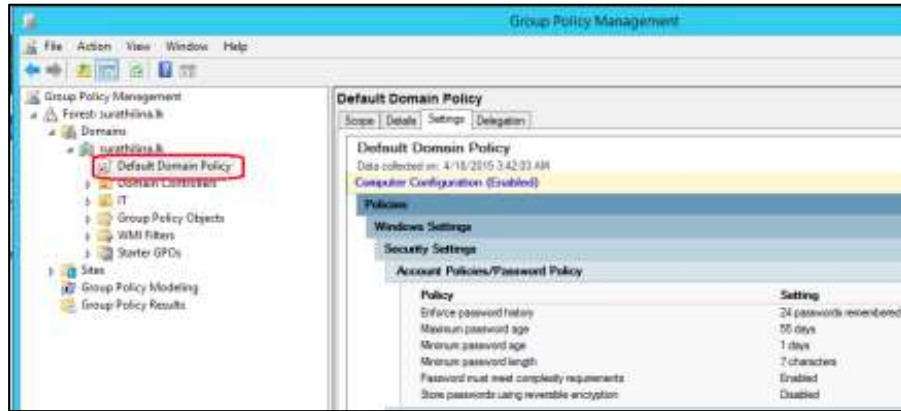 Group Policy Management
File Action View Window Help
Group Policy Management
Forest: surathilina.lk
Domains
surathilina.lk
Default Domain Policy
Domain Controllers
IT
Group Policy Objects
WMI Filters
Starter GPOs
Sites
Group Policy Modeling
Group Policy Results
Default Domain Policy
Scope Details Settings Delegation
Default Domain Policy
Data collected on: 4/18/2015 3:42:03 AM
Computer Configuration (Enabled)
Policies
Windows Settings
Security Settings
Account Policies/Password Policy
Policy Setting
Enforce password history 24 passwords remembered
Maximum password age days
Minimum password age 1 days
Minimum password length 7 characters
Password must meet complexity requirements Enabled
Store passwords using reversible encryption Disabled